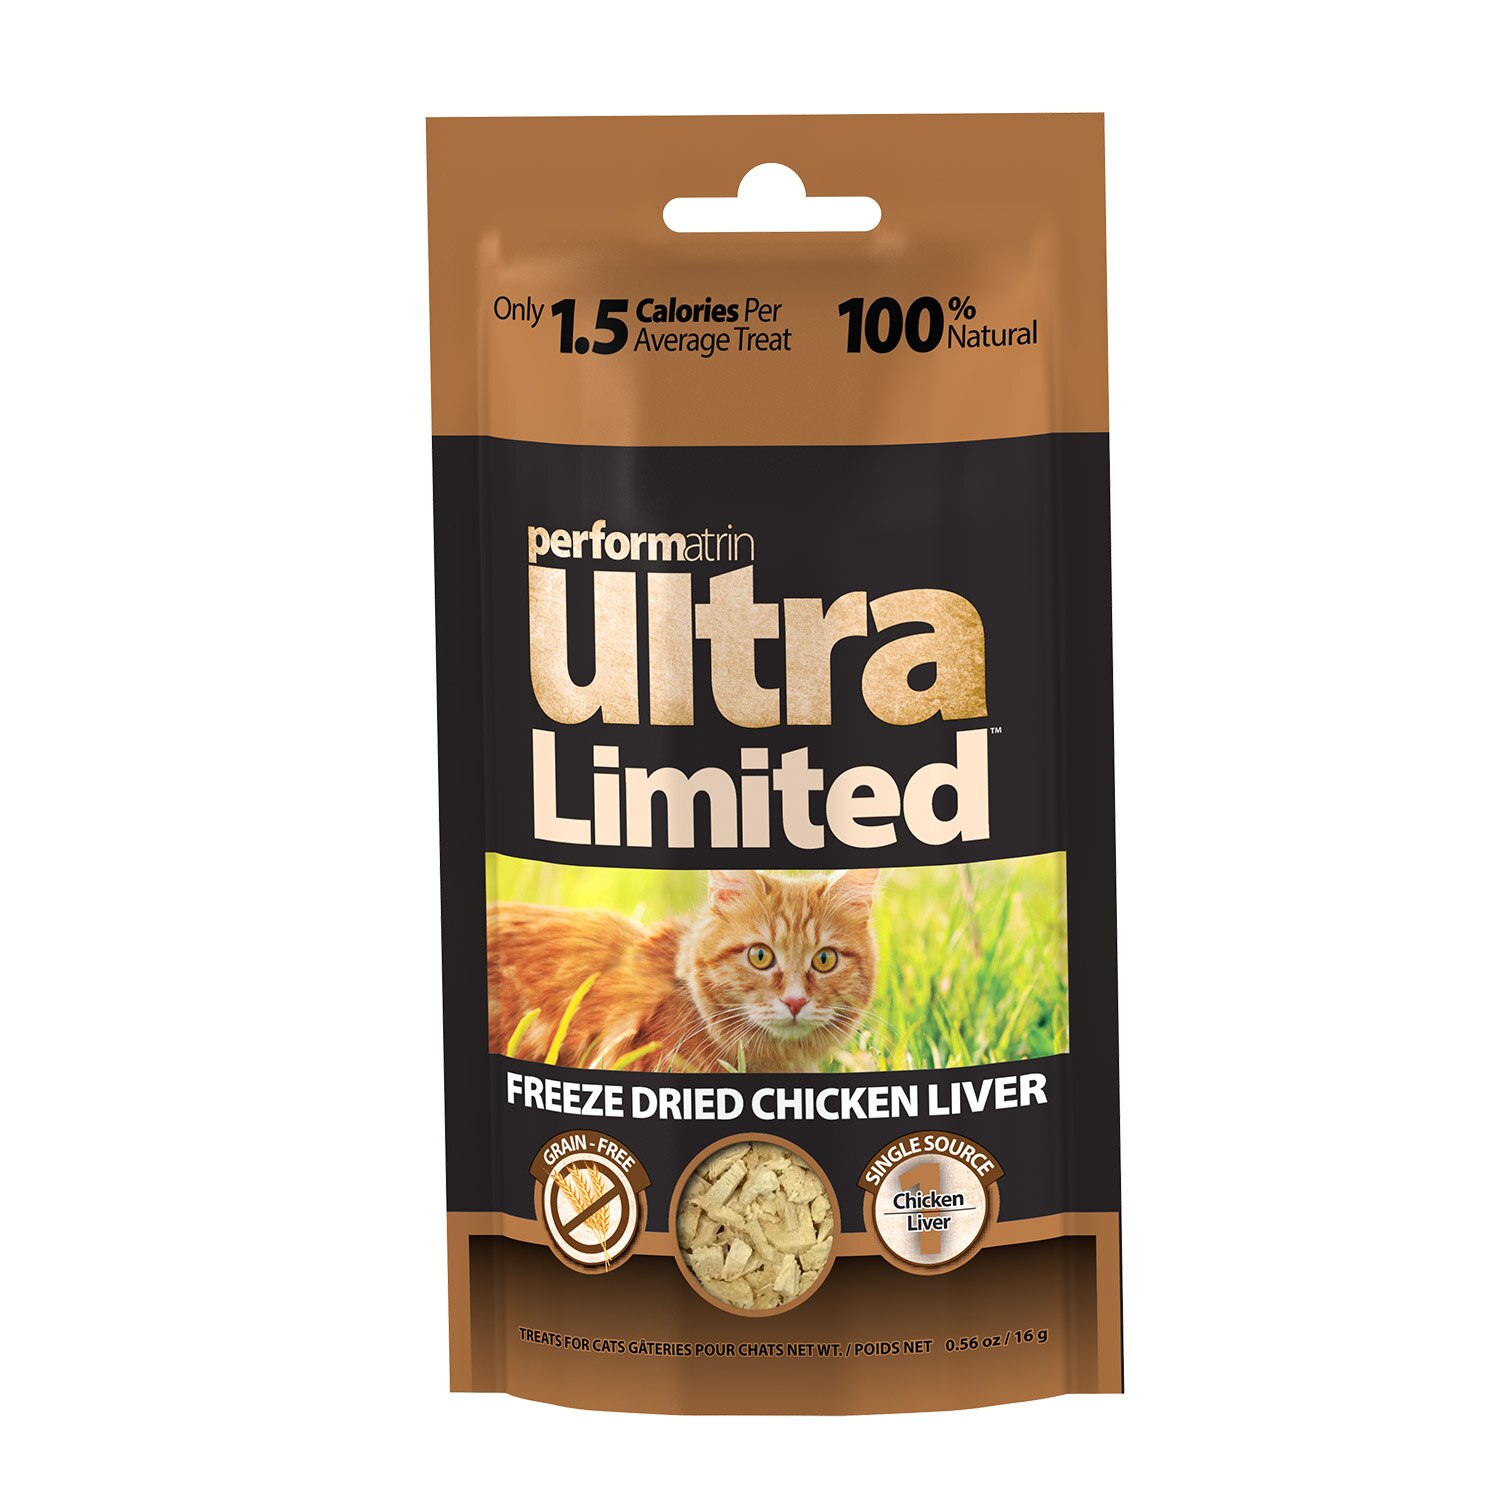 Only 1.5 Calories Per
Average Treat
100% Natural
performatrin
ultra
Limited™
FREEZE DRIED CHICKEN LIVER
GRAIN-FREE
SINGLE SOURCE
1
Chicken
Liver
TREATS FOR CATS GÂTERIES POUR CHATS NET WT. / POIDS NET 0.56 oz / 16 g